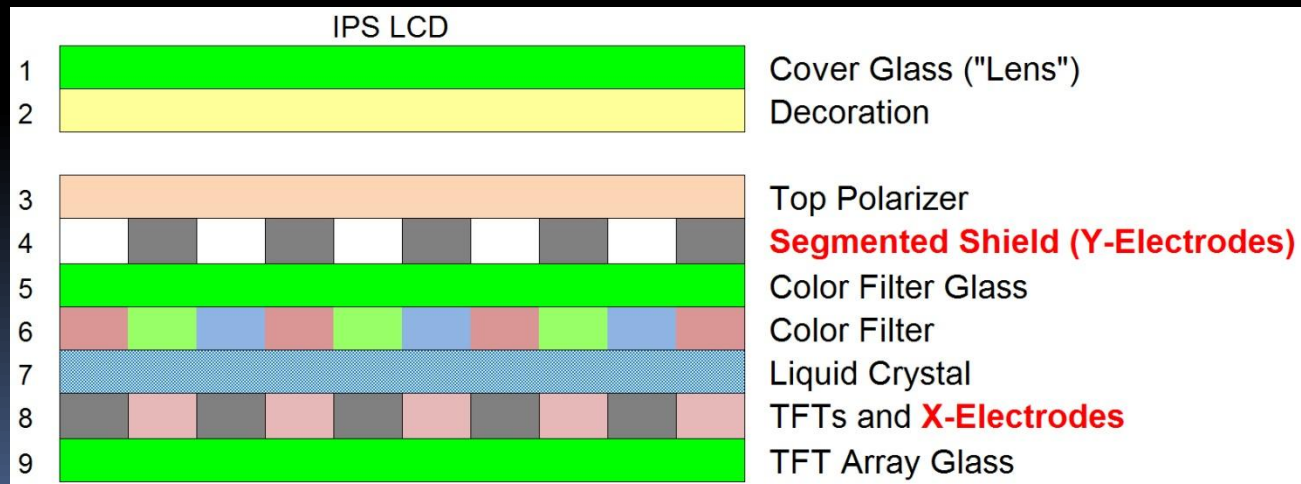 IPS LCD
1 Cover Glass ("Lens")
2 Decoration
3 Top Polarizer
4 Segmented Shield (Y-Electrodes)
5 Color Filter Glass
6 Color Filter
7 Liquid Crystal
8 TFTs and X-Electrodes
9 TFT Array Glass